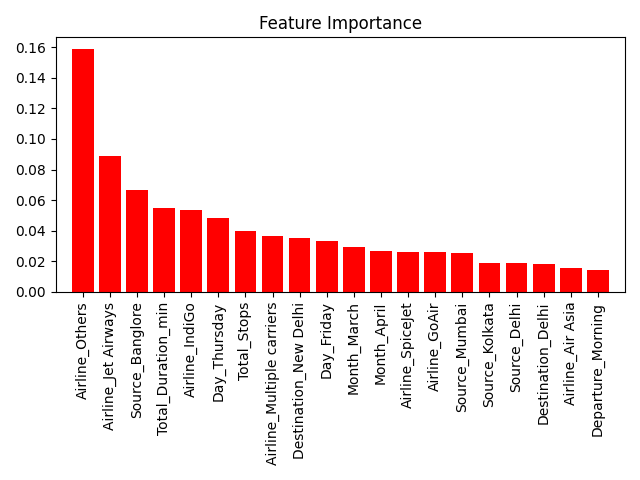 Feature Importance
0.16
0.14
0.12
0.10
0.08
0.06
0.04
0.02
0.00
Airline_Others
Airline_Jet Airways
Source_Banglore
Total_Duration_min
Airline_IndiGo
Day_Thursday
Total_Stops
Airline_Multiple carriers
Destination_New Delhi
Day_Friday
Month_March
Month_April
Airline_SpiceJet
Airline_GoAir
Source_Mumbai
Source_Kolkata
Source_Delhi
Destination_Delhi
Airline_Air Asia
Departure_Morning